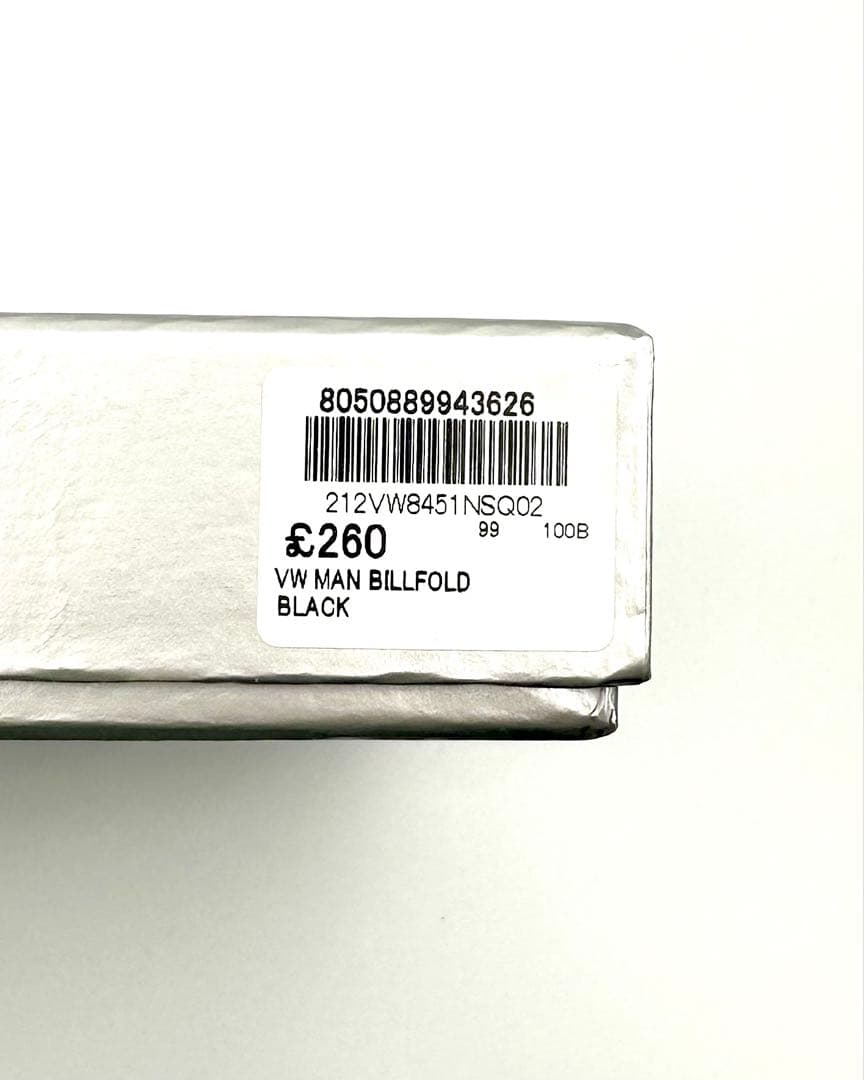 8050889943626
212VW8451NSQ02
£260 99 100B
VW MAN BILLFOLD
BLACK